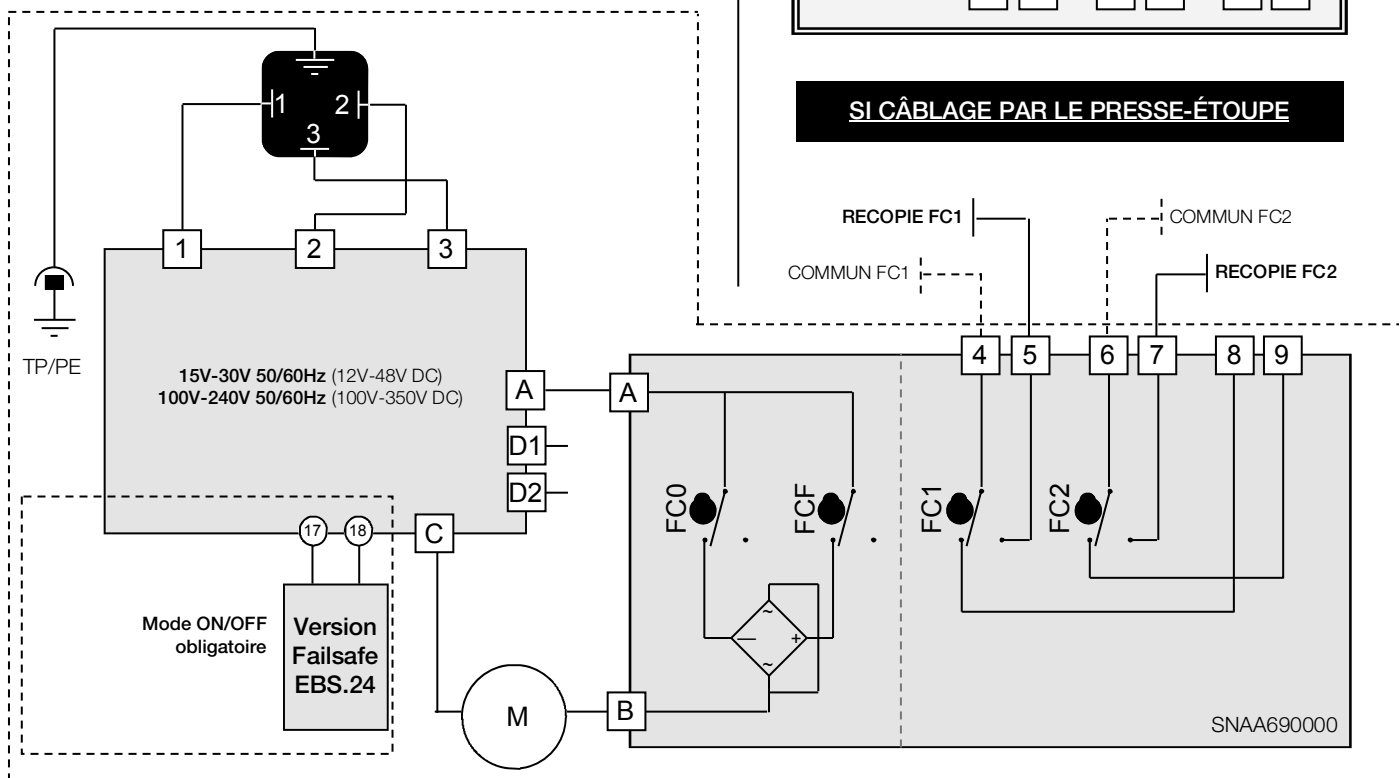 SI CÂBLAGE PAR LE PRESSE-ÉTOUPE
1 2
3
RECOPIE FC1
COMMUN FC2
COMMUN FC1
RECOPIE FC2
1 2 3
TP/PE
15V-30V 50/60Hz (12V-48V DC)
100V-240V 50/60Hz (100V-350V DC)
4 5 6 7 8 9
A A
D1
D2
FC0 FCF FC1 FC2
17 18 C
Mode ON/OFF
obligatoire
Version
Failsafe
EBS.24
~
— +
~
M B
SNAA690000